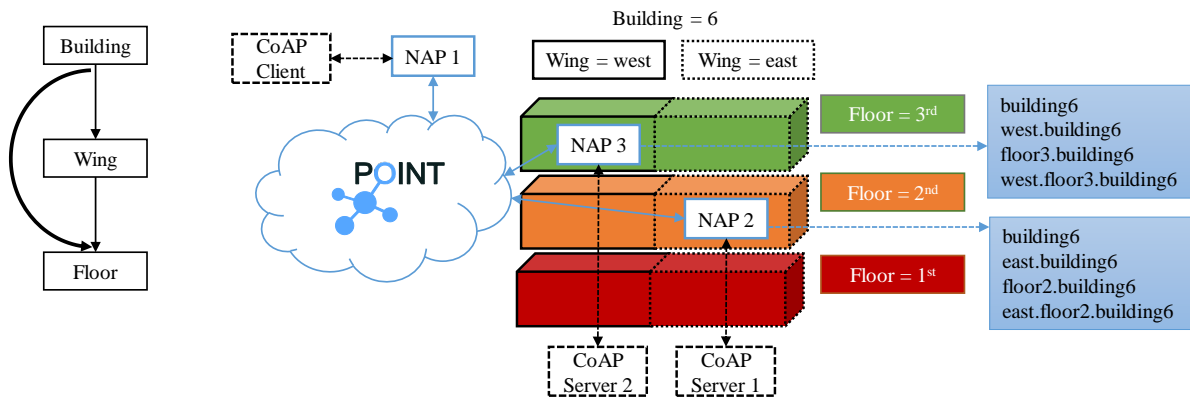 Building
Wing
Floor
CoAP
Client
NAP 1
POINT
Building = 6
Wing = west
Wing = east
NAP 3
NAP 2
Floor = 3rd
Floor = 2nd
Floor = 1st
building6
west.building6
floor3.building6
west.floor3.building6
building6
east.building6
floor2.building6
east.floor2.building6
CoAP
Server 2
CoAP
Server 1